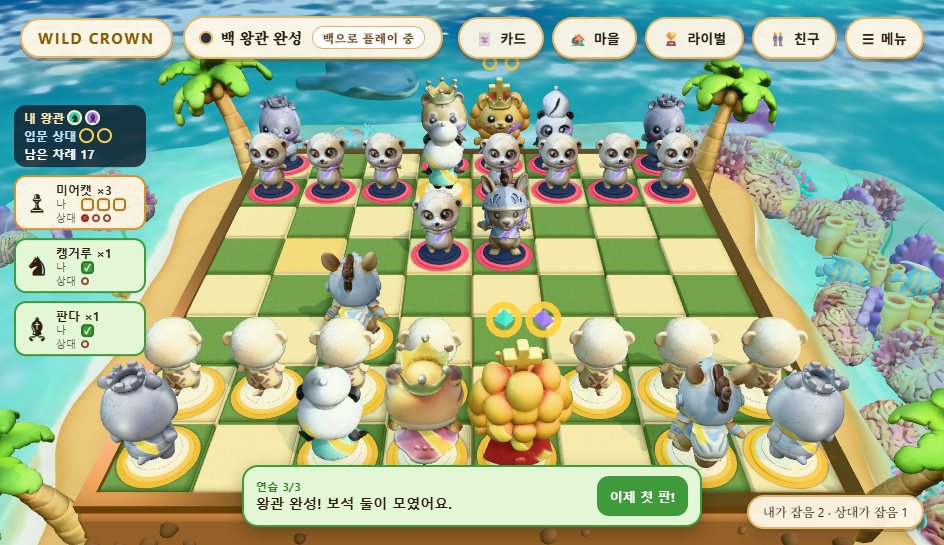 WILD CROWN
백 왕관 완성
백으로 플레이 중
카드
마을
라이벌
친구
메뉴
내 왕관
입문 상대
남은 차례 17
미어캣 ×3
나
상대
캥거루 ×1
나
상대
판다 ×1
나
상대
연습 3/3
왕관 완성! 보석 둘이 모였어요.
이제 첫 판!
내가 잡음 2 · 상대가 잡음 1